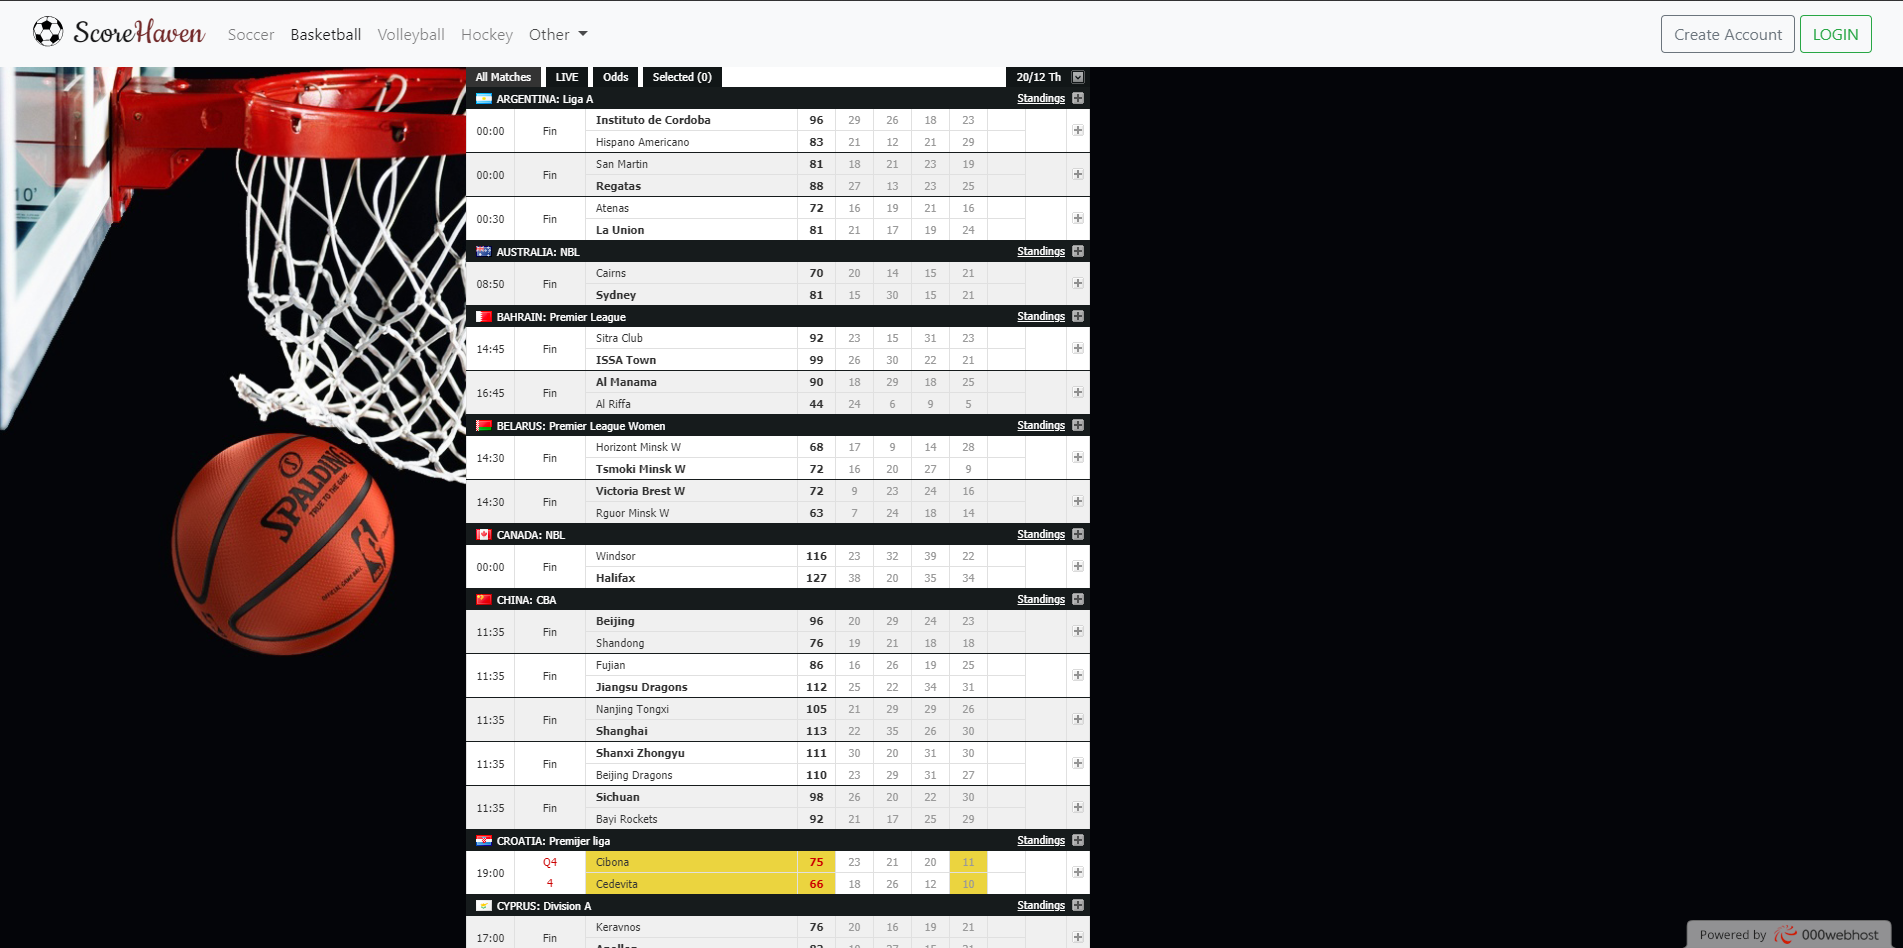 ScoreHaven Soccer Basketball Volleyball Hockey Other Create Account LOGIN
All Matches LIVE Odds Selected (0) 20/12 Th
ARGENTINA: Liga A Standings
00:00 Fin
Instituto de Cordoba 96 29 26 18 23
Hispano Americano 83 21 12 21 29
00:00 Fin
San Martin 81 18 21 23 19
Regatas 88 27 13 23 25
00:30 Fin
Atenas 72 16 19 21 16
La Union 81 21 17 19 24
AUSTRALIA: NBL Standings
08:50 Fin
Cairns 70 20 14 15 21
Sydney 81 15 30 15 21
BAHRAIN: Premier League Standings
14:45 Fin
Sitra Club 92 23 15 31 23
ISSA Town 99 26 30 22 21
16:45 Fin
Al Manama 90 18 29 18 25
Al Riffa 44 24 6 9 5
BELARUS: Premier League Women Standings
14:30 Fin
Horizont Minsk W 68 17 9 14 28
Tsmoki Minsk W 72 16 20 27 9
14:30 Fin
Victoria Brest W 72 9 23 24 16
Rguor Minsk W 63 7 24 18 14
CANADA: NBL Standings
00:00 Fin
Windsor 116 23 32 39 22
Halifax 127 38 20 35 34
CHINA: CBA Standings
11:35 Fin
Beijing 96 20 29 24 23
Shandong 76 19 21 18 18
11:35 Fin
Fujian 86 16 26 19 25
Jiangsu Dragons 112 25 22 34 31
11:35 Fin
Nanjing Tongxi 105 21 29 29 26
Shanghai 113 22 35 26 30
11:35 Fin
Shanxi Zhongyu 111 30 20 31 30
Beijing Dragons 110 23 29 31 27
11:35 Fin
Sichuan 98 26 20 22 30
Bayi Rockets 92 21 17 25 29
CROATIA: Premijer liga Standings
19:00 Q4 4
Cibona 75 23 21 20 11
Cedevita 66 18 26 12 10
CYPRUS: Division A Standings
17:00 Fin
Keravnos 76 20 16 19 21
10'
SPALDING
TRUE TO THE GAME.
OFFICIAL GAME BALL
Powered by 000webhost